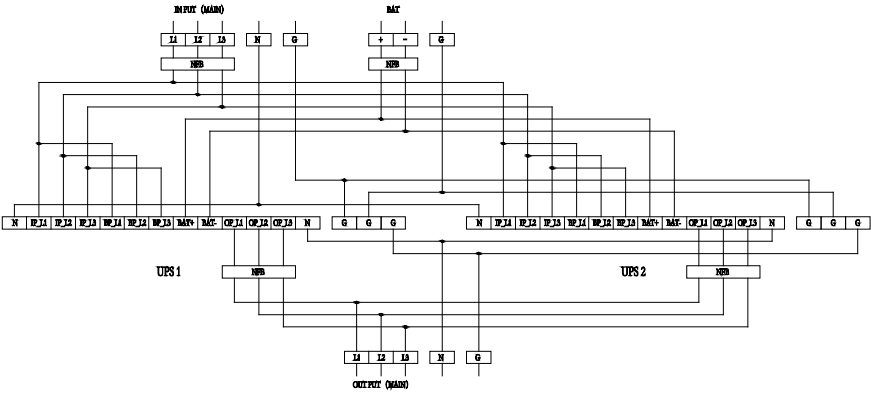 INPUT (MAIN) BAT
L1 L2 L3 N G + - G
NFB NFB
N IP_L1 IP_L2 IP_L3 BP_L1 BP_L2 BP_L3 BAT+ BAT- OP_L1 OP_L2 OP_L3 N G G G N IP_L1 IP_L2 IP_L3 BP_L1 BP_L2 BP_L3 BAT+ BAT- OP_L1 OP_L2 OP_L3 N G G G
UPS 1 NFB UPS 2 NFB
L1 L2 L3 N G
OUTPUT (MAIN)